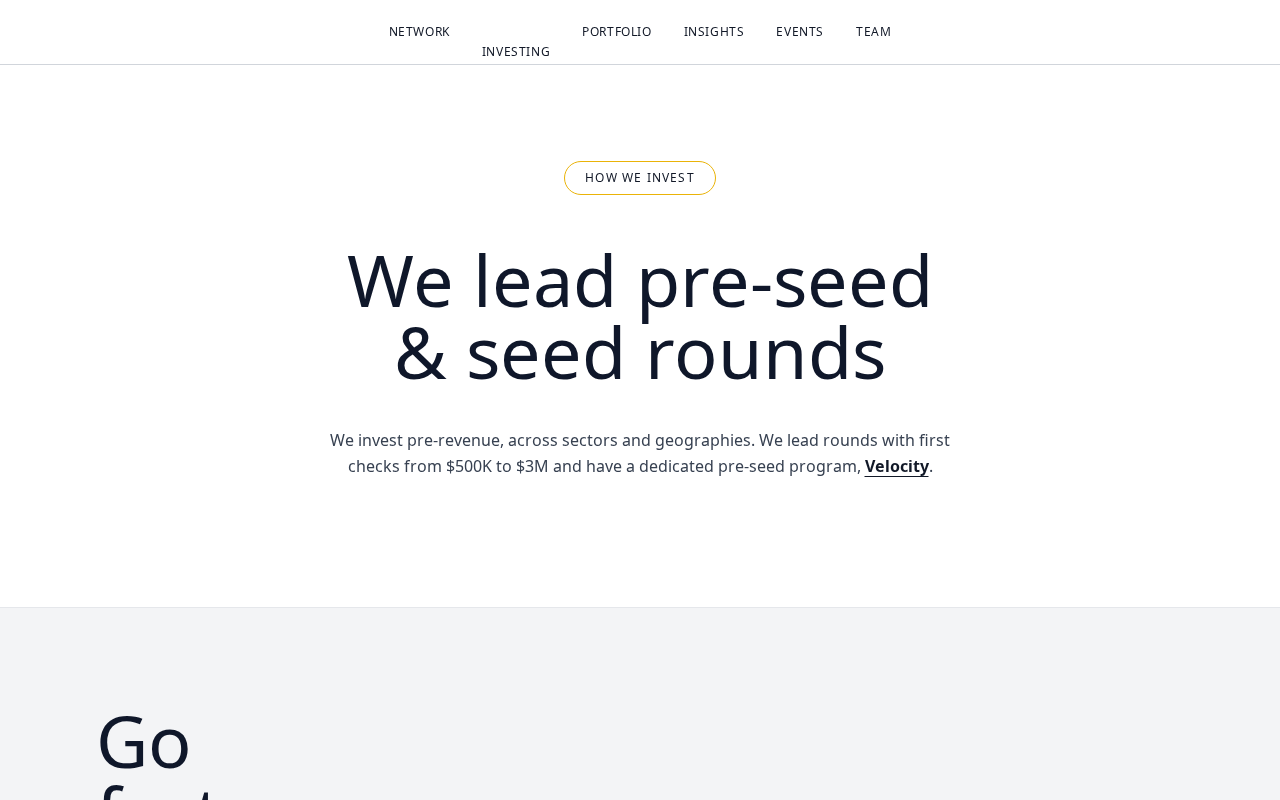 NETWORK
INVESTING
PORTFOLIO
INSIGHTS
EVENTS
TEAM
HOW WE INVEST
We lead pre-seed
& seed rounds
We invest pre-revenue, across sectors and geographies. We lead rounds with first
checks from $500K to $3M and have a dedicated pre-seed program, Velocity.
Go